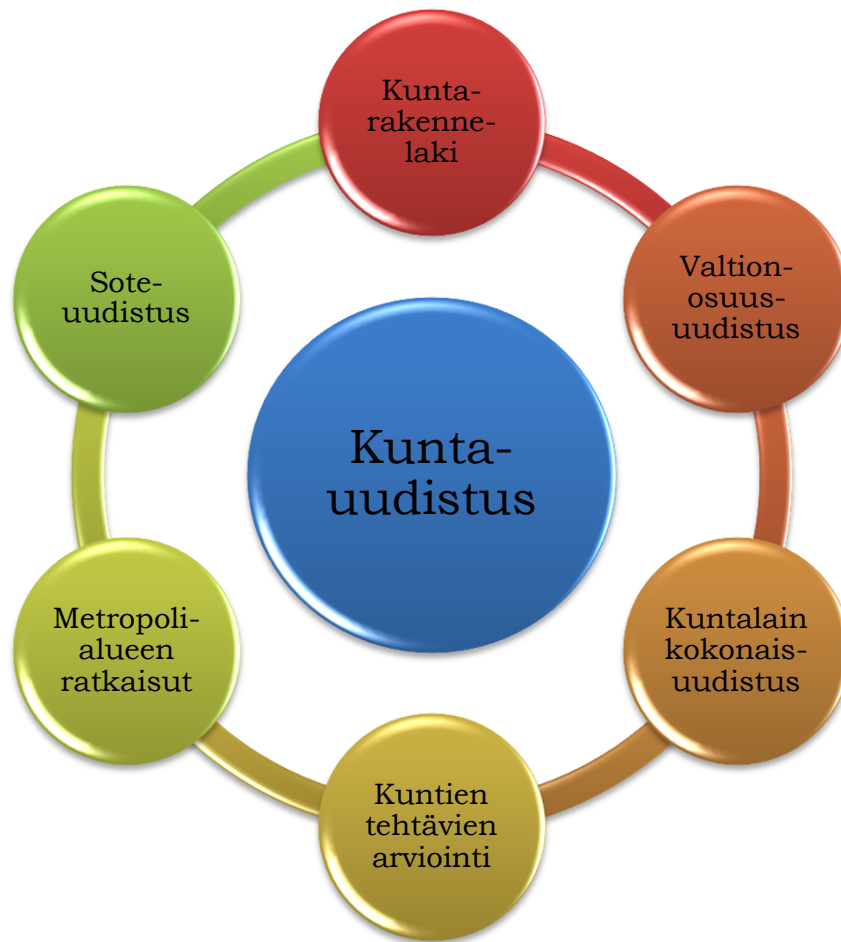 Kunta-
rakenne-
laki
Valtion-
osuus-
uudistus
Kuntalain
kokonais-
uudistus
Kuntien
tehtävien
arviointi
Metropoli-
alueen
ratkaisut
Sote-
uudistus
Kunta-
uudistus